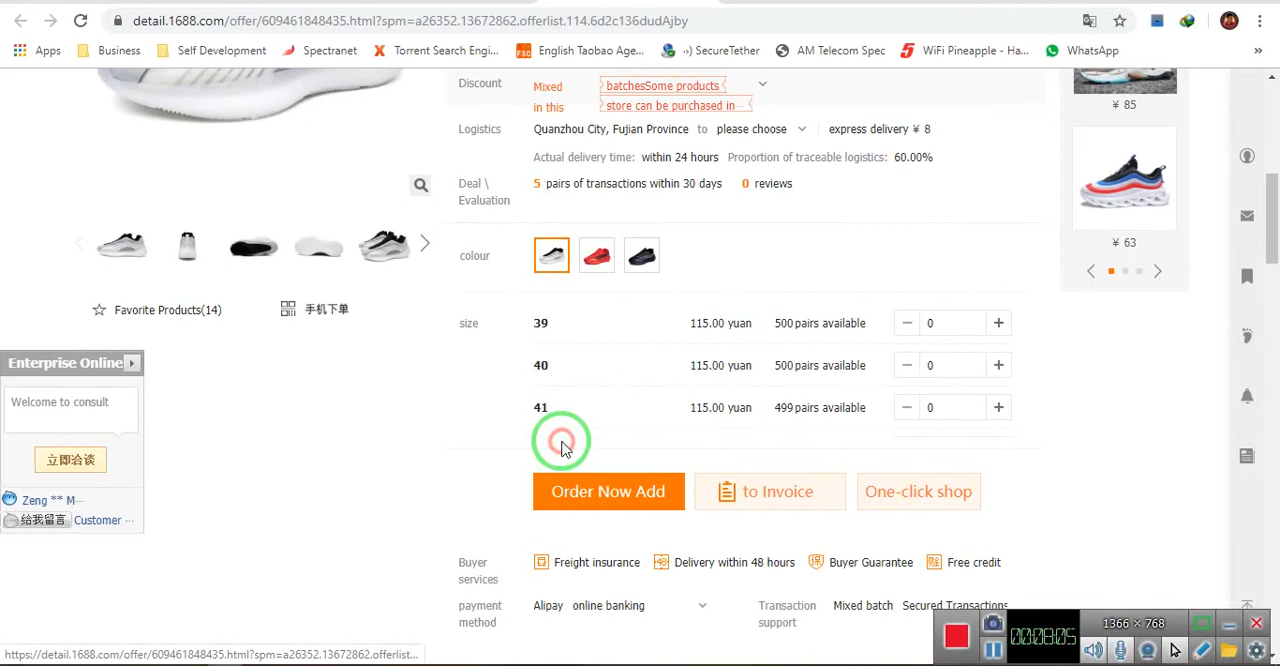 detail.1688.com/offer/609461848435.html?spm=a26352.13672862.offerlist.114.6d2c136dudAjby
Apps Business Self Development Spectranet Torrent Search Engi... English Taobao Age... ·:) SecureTether AM Telecom Spec WiFi Pineapple - Ha... WhatsApp »
Discount Mixed batchesSome products
in this store can be purchased in···
¥ 85
Logistics Quanzhou City, Fujian Province to please choose express delivery ¥ 8
Actual delivery time: within 24 hours Proportion of traceable logistics: 60.00%
Deal \
Evaluation
5 pairs of transactions within 30 days 0 reviews
¥ 63
colour
Favorite Products(14) 手机下单
size 39 115.00 yuan 500 pairs available − 0 +
40 115.00 yuan 500 pairs available − 0 +
41 115.00 yuan 499 pairs available − 0 +
Enterprise Online
Welcome to consult
立即洽谈
Zeng ** M···
给我留言 Customer ···
Order Now Add to Invoice One-click shop
Buyer
services
Freight insurance 48 Delivery within 48 hours 保 Buyer Guarantee Free credit
payment
method
Alipay online banking
Transaction
support
Mixed batch Secured Transactions
1366 × 768
00:08:05
https://detail.1688.com/offer/609461848435.html?spm=a26352.13672862.offerlist...